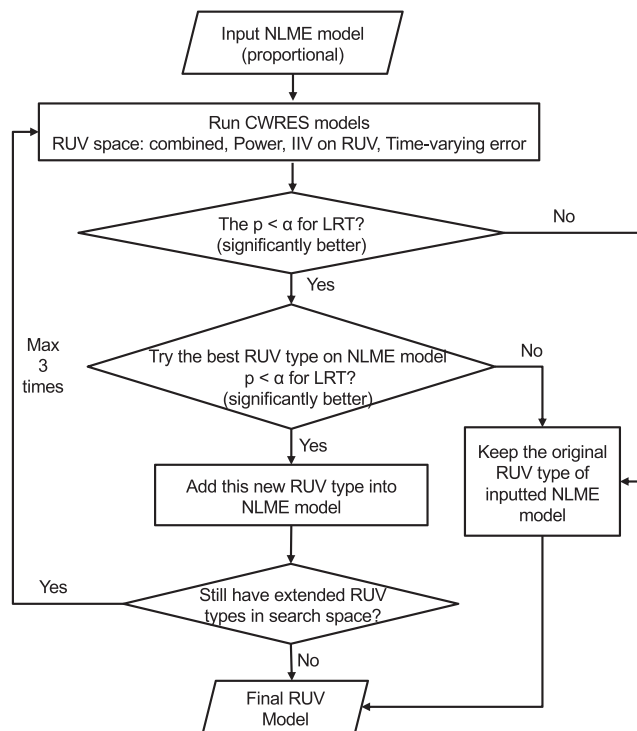 Input NLME model
(proportional)
Run CWRES models
RUV space: combined, Power, IIV on RUV, Time-varying error
The p < α for LRT?
(significantly better)
No
Yes
Max
3
times
Try the best RUV type on NLME model
p < α for LRT?
(significantly better)
No
Yes
Keep the original
RUV type of
inputted NLME
model
Add this new RUV type into
NLME model
Yes
Still have extended RUV
types in search space?
No
Final RUV
Model